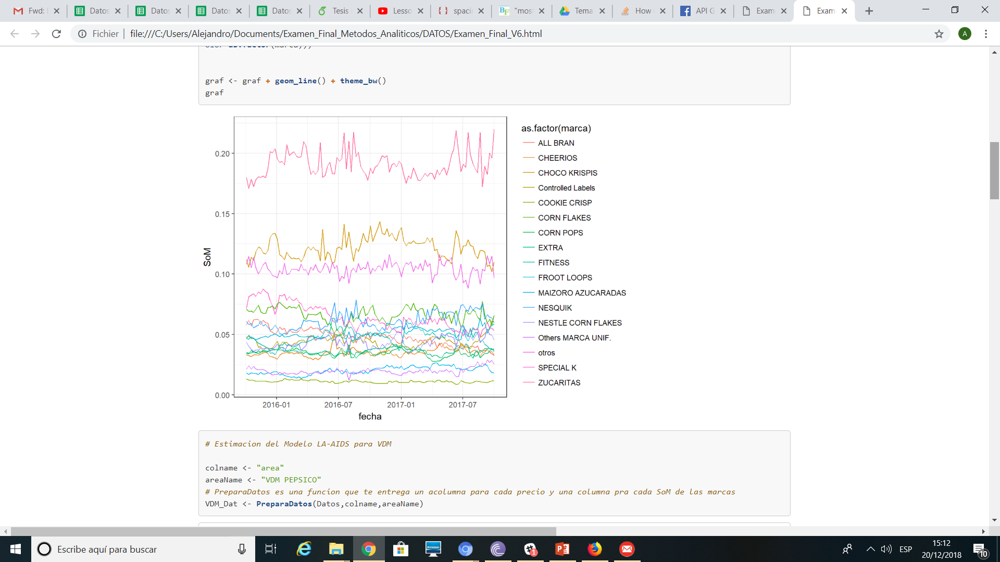 Fwd:
Datos
Datos
Datos
Datos
Tesis
Lesso
spaci
"mos
Tema
How
API G
Exam
Exam
Fichier
file:///C:/Users/Alejandro/Documents/Examen_Final_Metodos_Analiticos/DATOS/Examen_Final_V6.html
A
graf <- graf + geom_line() + theme_bw()
graf
as.factor(marca)
ALL BRAN
CHEERIOS
CHOCO KRISPIS
Controlled Labels
COOKIE CRISP
CORN FLAKES
CORN POPS
EXTRA
FITNESS
FROOT LOOPS
MAIZORO AZUCARADAS
NESQUIK
NESTLE CORN FLAKES
Others MARCA UNIF.
otros
SPECIAL K
ZUCARITAS
SoM
0.20
0.15
0.10
0.05
0.00
2016-01 2016-07 2017-01 2017-07
fecha
# Estimacion del Modelo LA-AIDS para VDM
colname <- "area"
areaName <- "VDM PEPSICO"
# PreparaDatos es una funcion que te entrega un acolumna para cada precio y una columna pra cada SoM de las marcas
VDM_Dat <- PreparaDatos(Datos,colname,areaName)
Escribe aquí para buscar
ESP
15:12
20/12/2018
10